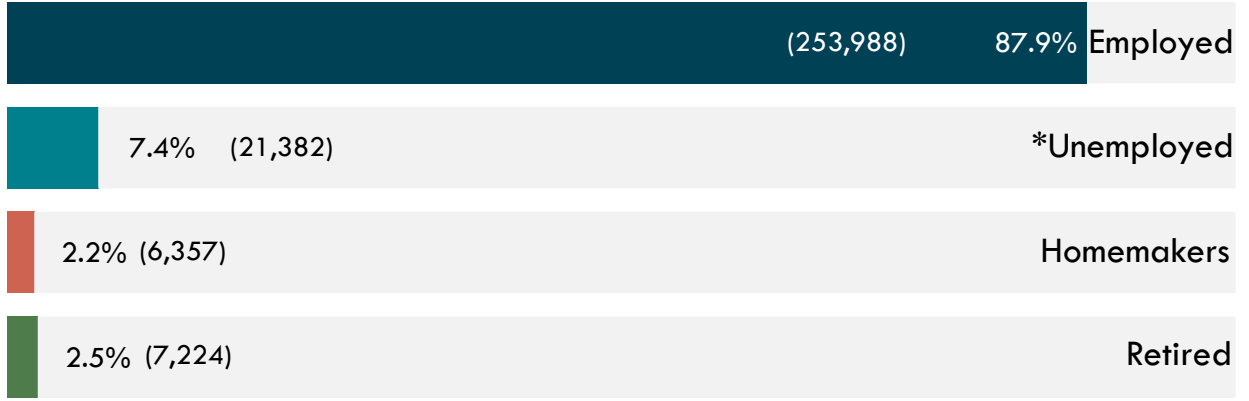 (253,988) 87.9% Employed
7.4% (21,382) *Unemployed
2.2% (6,357) Homemakers
2.5% (7,224) Retired